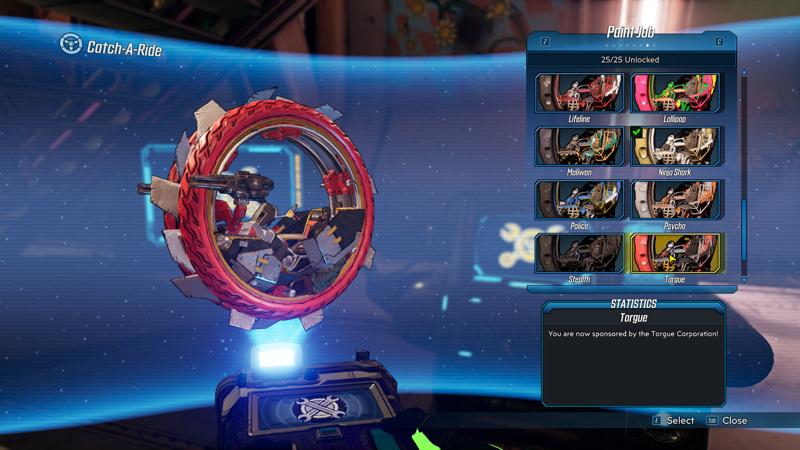 Catch-A-Ride
Paint Job
Z
C
25/25 Unlocked
Lifeline
Lollipop
Maliwan
Ninja Shark
Police
Psycho
Stealth
Torgue
STATISTICS
Torgue
You are now sponsored by the Torgue Corporation!
E Select
Tab Close